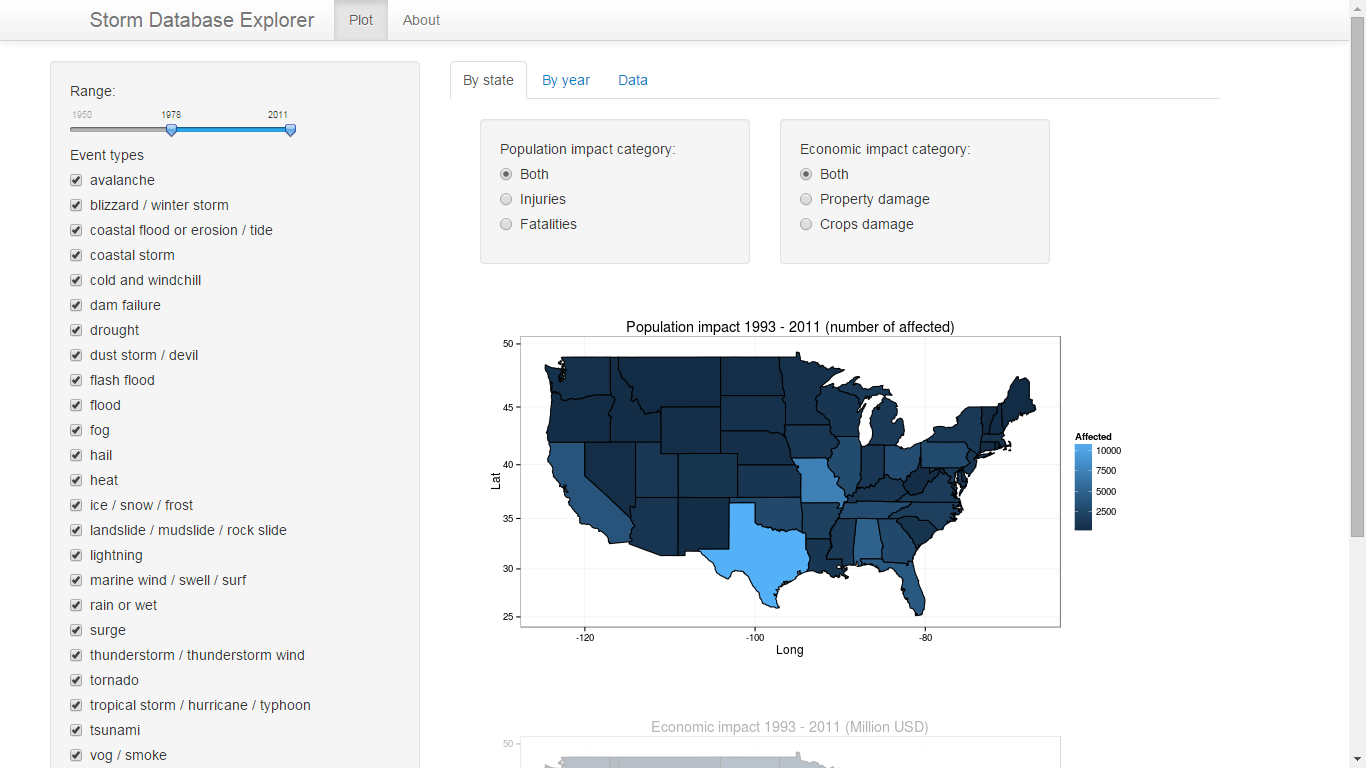 Storm Database Explorer Plot About
Range:
1950 1978 2011
Event types
avalanche
blizzard / winter storm
coastal flood or erosion / tide
coastal storm
cold and windchill
dam failure
drought
dust storm / devil
flash flood
flood
fog
hail
heat
ice / snow / frost
landslide / mudslide / rock slide
lightning
marine wind / swell / surf
rain or wet
surge
thunderstorm / thunderstorm wind
tornado
tropical storm / hurricane / typhoon
tsunami
vog / smoke
By state By year Data
Population impact category:
Both
Injuries
Fatalities
Economic impact category:
Both
Property damage
Crops damage
Population impact 1993 - 2011 (number of affected)
50
45
40
35
30
25
Lat
-120 -100 -80
Long
Affected
10000
7500
5000
2500
Economic impact 1993 - 2011 (Million USD)
50